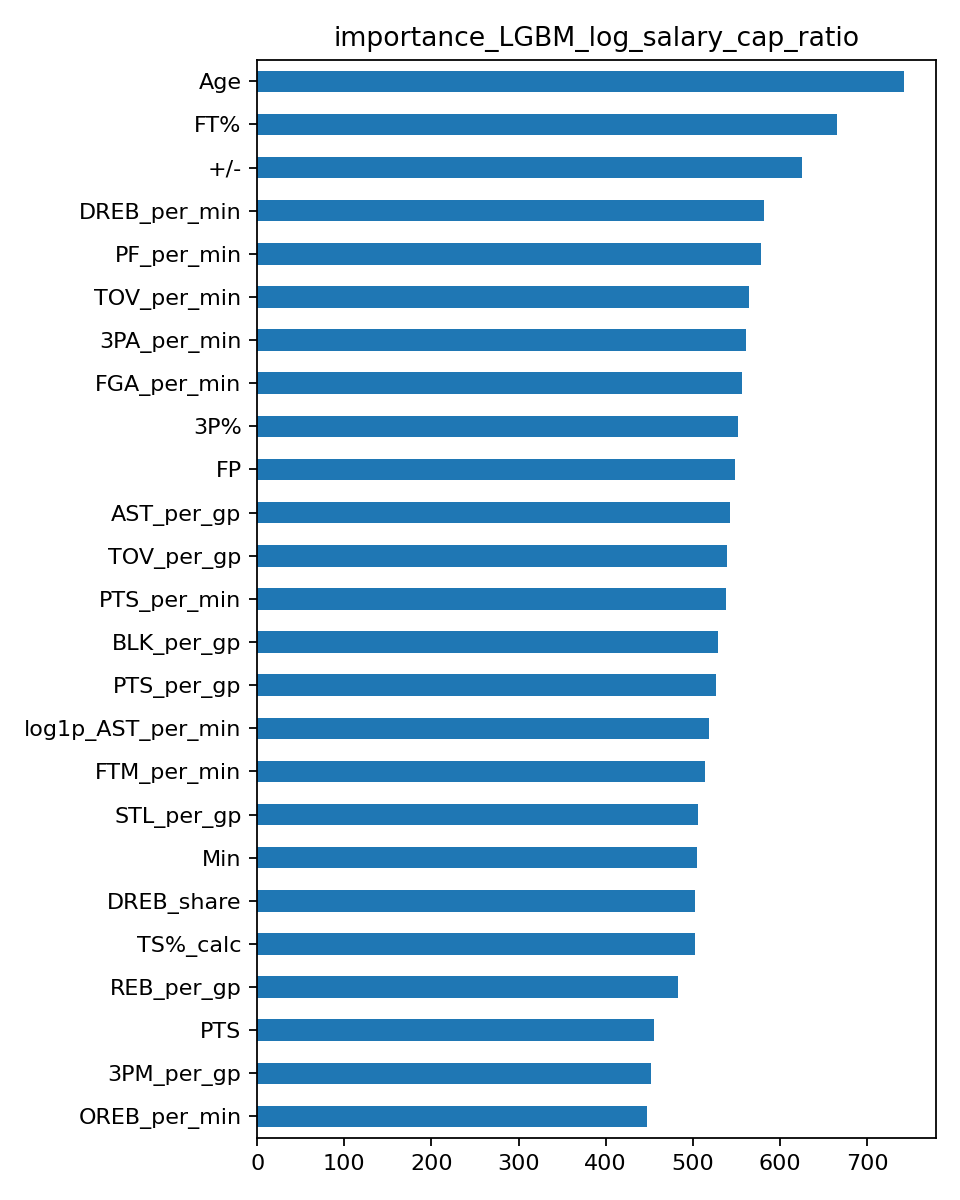 importance_LGBM_log_salary_cap_ratio
Age
FT%
+/-
DREB_per_min
PF_per_min
TOV_per_min
3PA_per_min
FGA_per_min
3P%
FP
AST_per_gp
TOV_per_gp
PTS_per_min
BLK_per_gp
PTS_per_gp
log1p_AST_per_min
FTM_per_min
STL_per_gp
Min
DREB_share
TS%_calc
REB_per_gp
PTS
3PM_per_gp
OREB_per_min
0 100 200 300 400 500 600 700